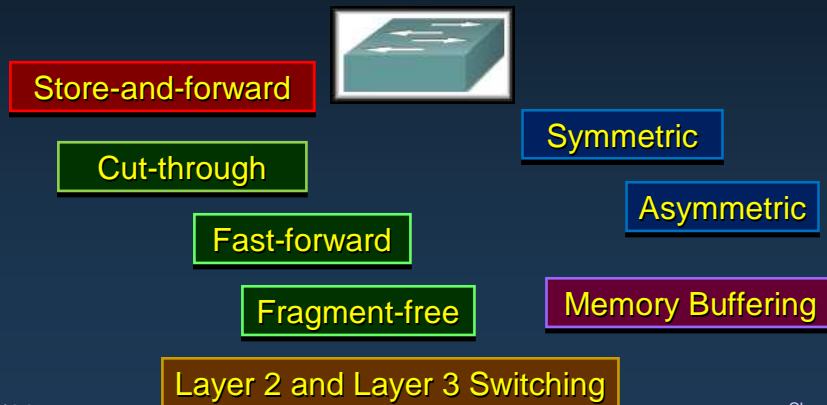 Store-and-forward
Symmetric
Cut-through
Asymmetric
Fast-forward
Memory Buffering
Fragment-free
Layer 2 and Layer 3 Switching